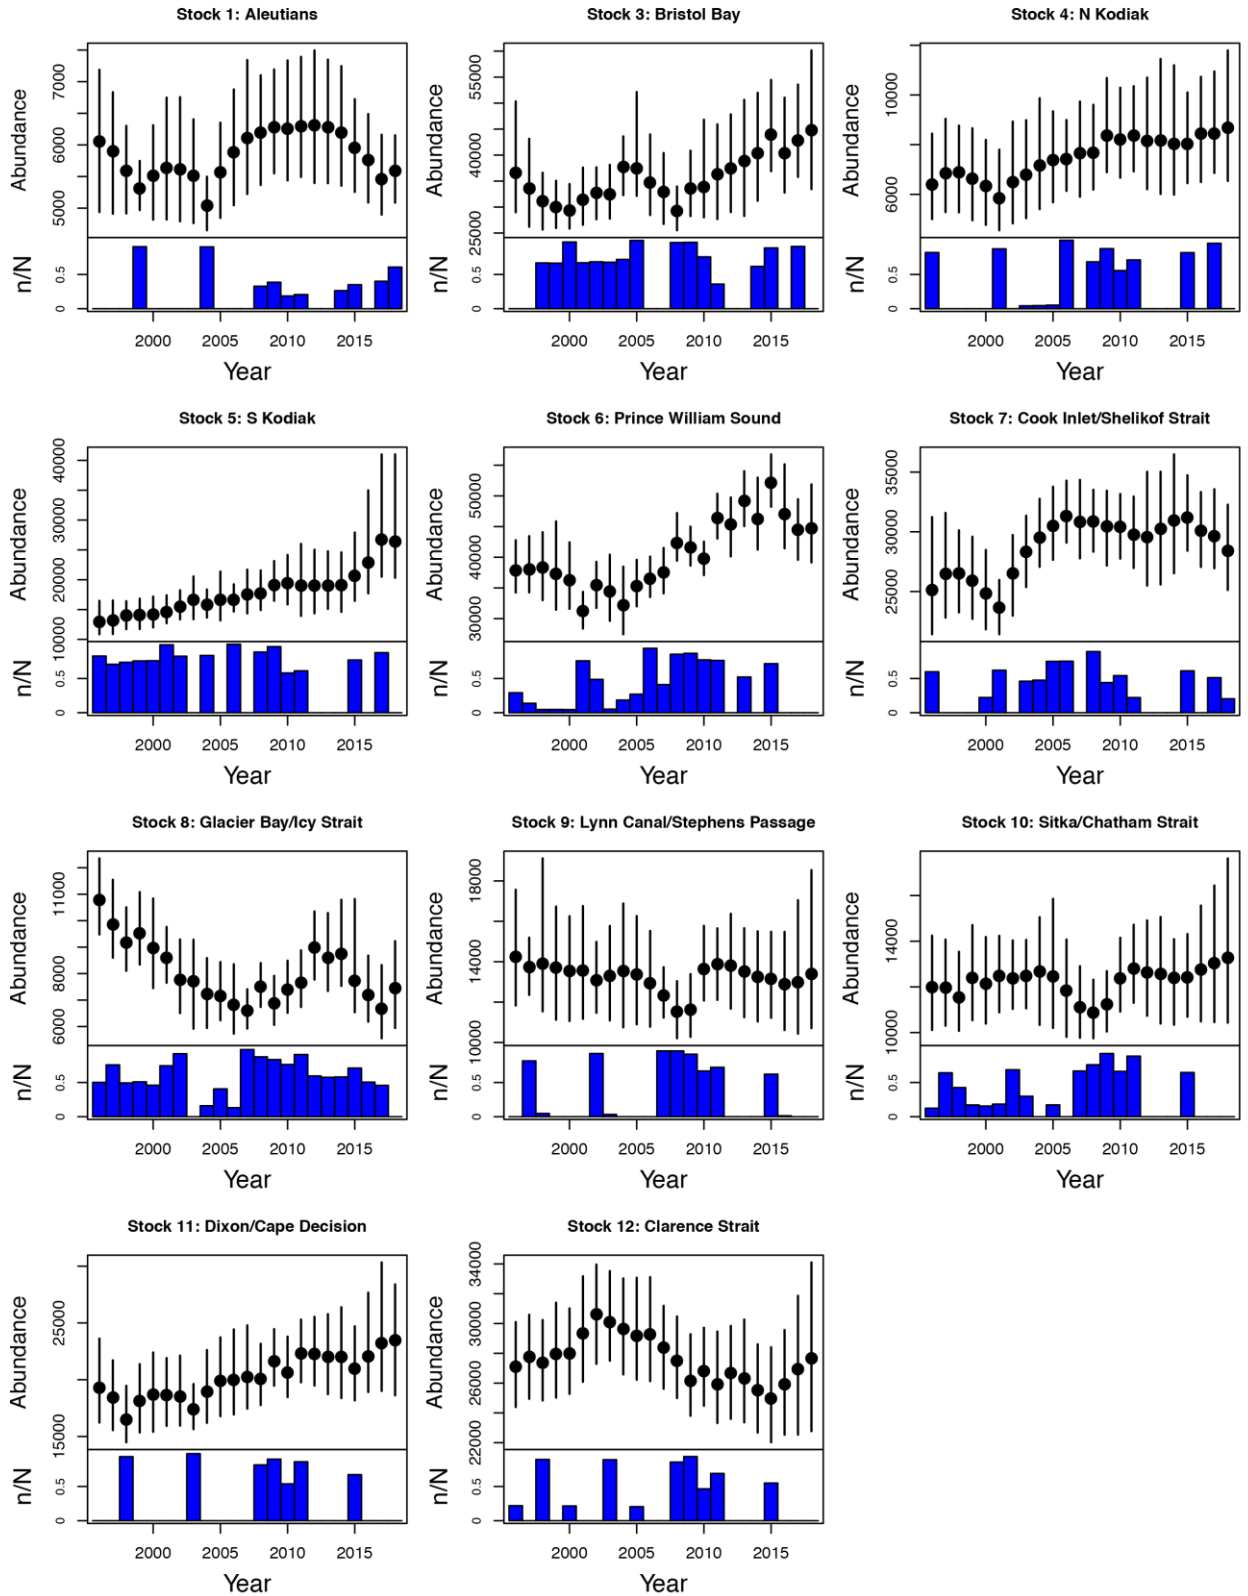 Stock 1: Aleutians
Abundance
5000 6000 7000
n/N
0 0.5
2000 2005 2010 2015
Year
Stock 3: Bristol Bay
Abundance
25000 40000 55000
n/N
0 0.5
2000 2005 2010 2015
Year
Stock 4: N Kodiak
Abundance
6000 10000
n/N
0 0.5
2000 2005 2010 2015
Year
Stock 5: S Kodiak
Abundance
10000 20000 30000 40000
n/N
0 0.5
2000 2005 2010 2015
Year
Stock 6: Prince William Sound
Abundance
30000 40000 50000
n/N
0 0.5
2000 2005 2010 2015
Year
Stock 7: Cook Inlet/Shelikof Strait
Abundance
25000 30000 35000
n/N
0 0.5
2000 2005 2010 2015
Year
Stock 8: Glacier Bay/Icy Strait
Abundance
6000 8000 11000
n/N
0 0.5
2000 2005 2010 2015
Year
Stock 9: Lynn Canal/Stephens Passage
Abundance
10000 14000 18000
n/N
0 0.5
2000 2005 2010 2015
Year
Stock 10: Sitka/Chatham Strait
Abundance
10000 14000
n/N
0 0.5
2000 2005 2010 2015
Year
Stock 11: Dixon/Cape Decision
Abundance
15000 25000
n/N
0 0.5
2000 2005 2010 2015
Year
Stock 12: Clarence Strait
Abundance
22000 26000 30000 34000
n/N
0 0.5
2000 2005 2010 2015
Year